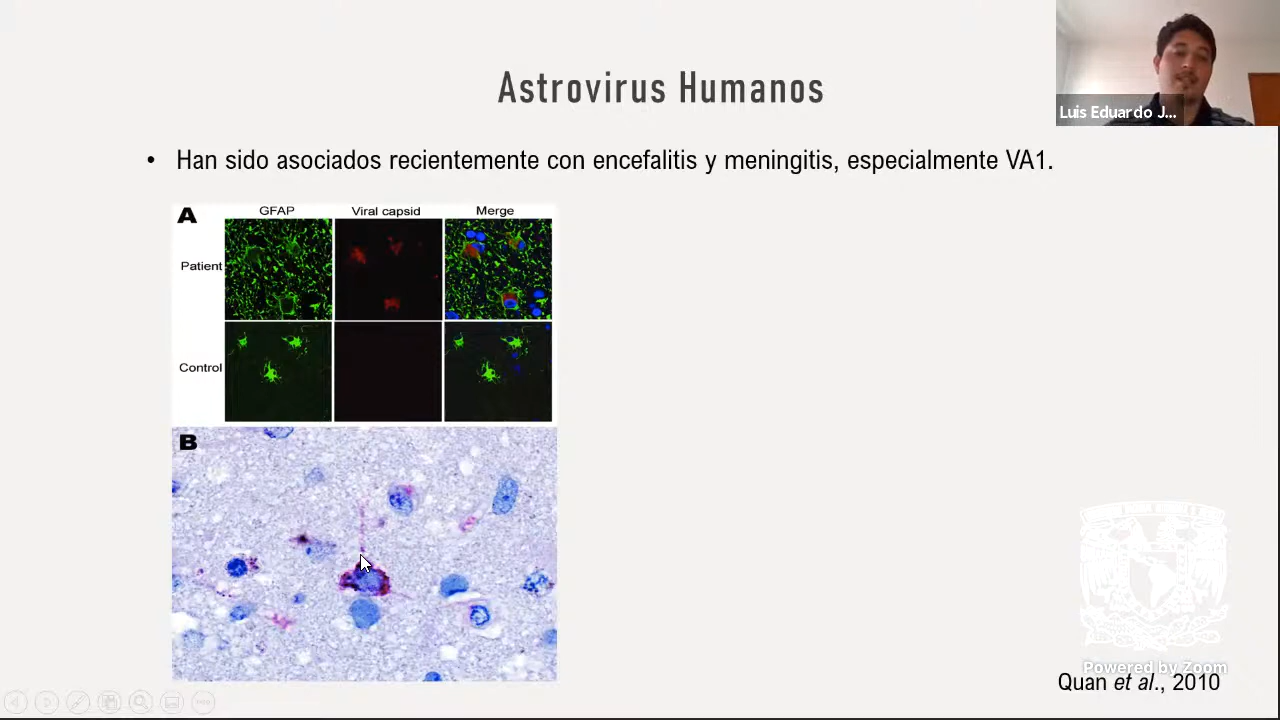 Astrovirus Humanos
Luis Eduardo J...
• Han sido asociados recientemente con encefalitis y meningitis, especialmente VA1.
A
GFAP Viral capsid Merge
Patient
Control
B
Powered by Zoom
Quan et al., 2010